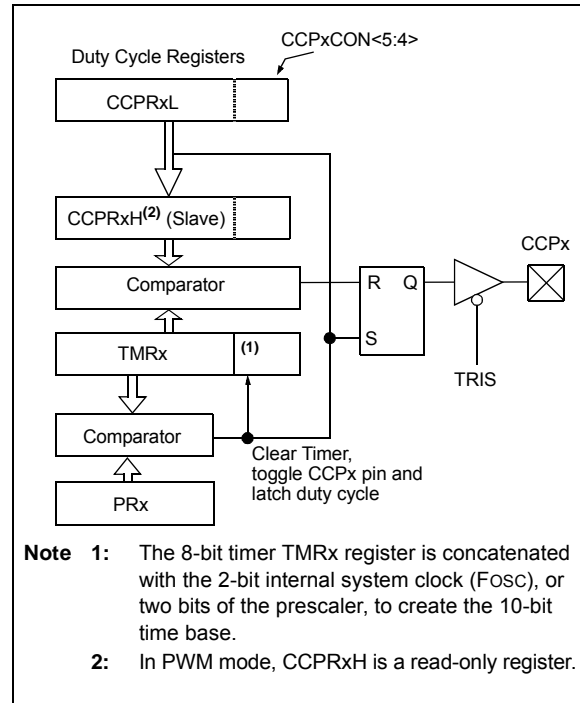 CCPxCON<5:4>
Duty Cycle Registers
CCPRxL
CCPRxH(2) (Slave)
CCPx
Comparator
R Q
TMRx (1)
S
TRIS
Comparator
Clear Timer,
toggle CCPx pin and
latch duty cycle
PRx
Note 1: The 8-bit timer TMRx register is concatenated
with the 2-bit internal system clock (FOSC), or
two bits of the prescaler, to create the 10-bit
time base.
2: In PWM mode, CCPRxH is a read-only register.